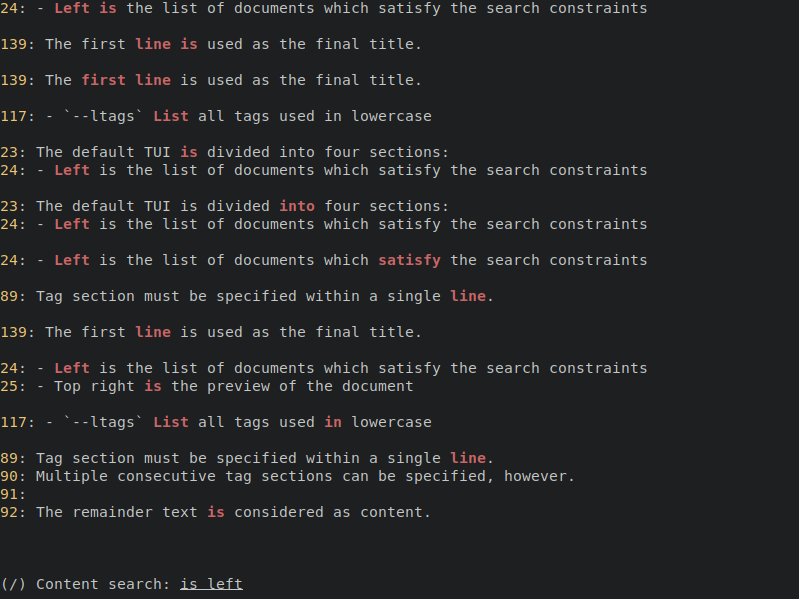 24: - Left is the list of documents which satisfy the search constraints
139: The first line is used as the final title.
139: The first line is used as the final title.
117: - `--ltags` List all tags used in lowercase
23: The default TUI is divided into four sections:
24: - Left is the list of documents which satisfy the search constraints
23: The default TUI is divided into four sections:
24: - Left is the list of documents which satisfy the search constraints
24: - Left is the list of documents which satisfy the search constraints
89: Tag section must be specified within a single line.
139: The first line is used as the final title.
24: - Left is the list of documents which satisfy the search constraints
25: - Top right is the preview of the document
117: - `--ltags` List all tags used in lowercase
89: Tag section must be specified within a single line.
90: Multiple consecutive tag sections can be specified, however.
91:
92: The remainder text is considered as content.
(/) Content search: is left